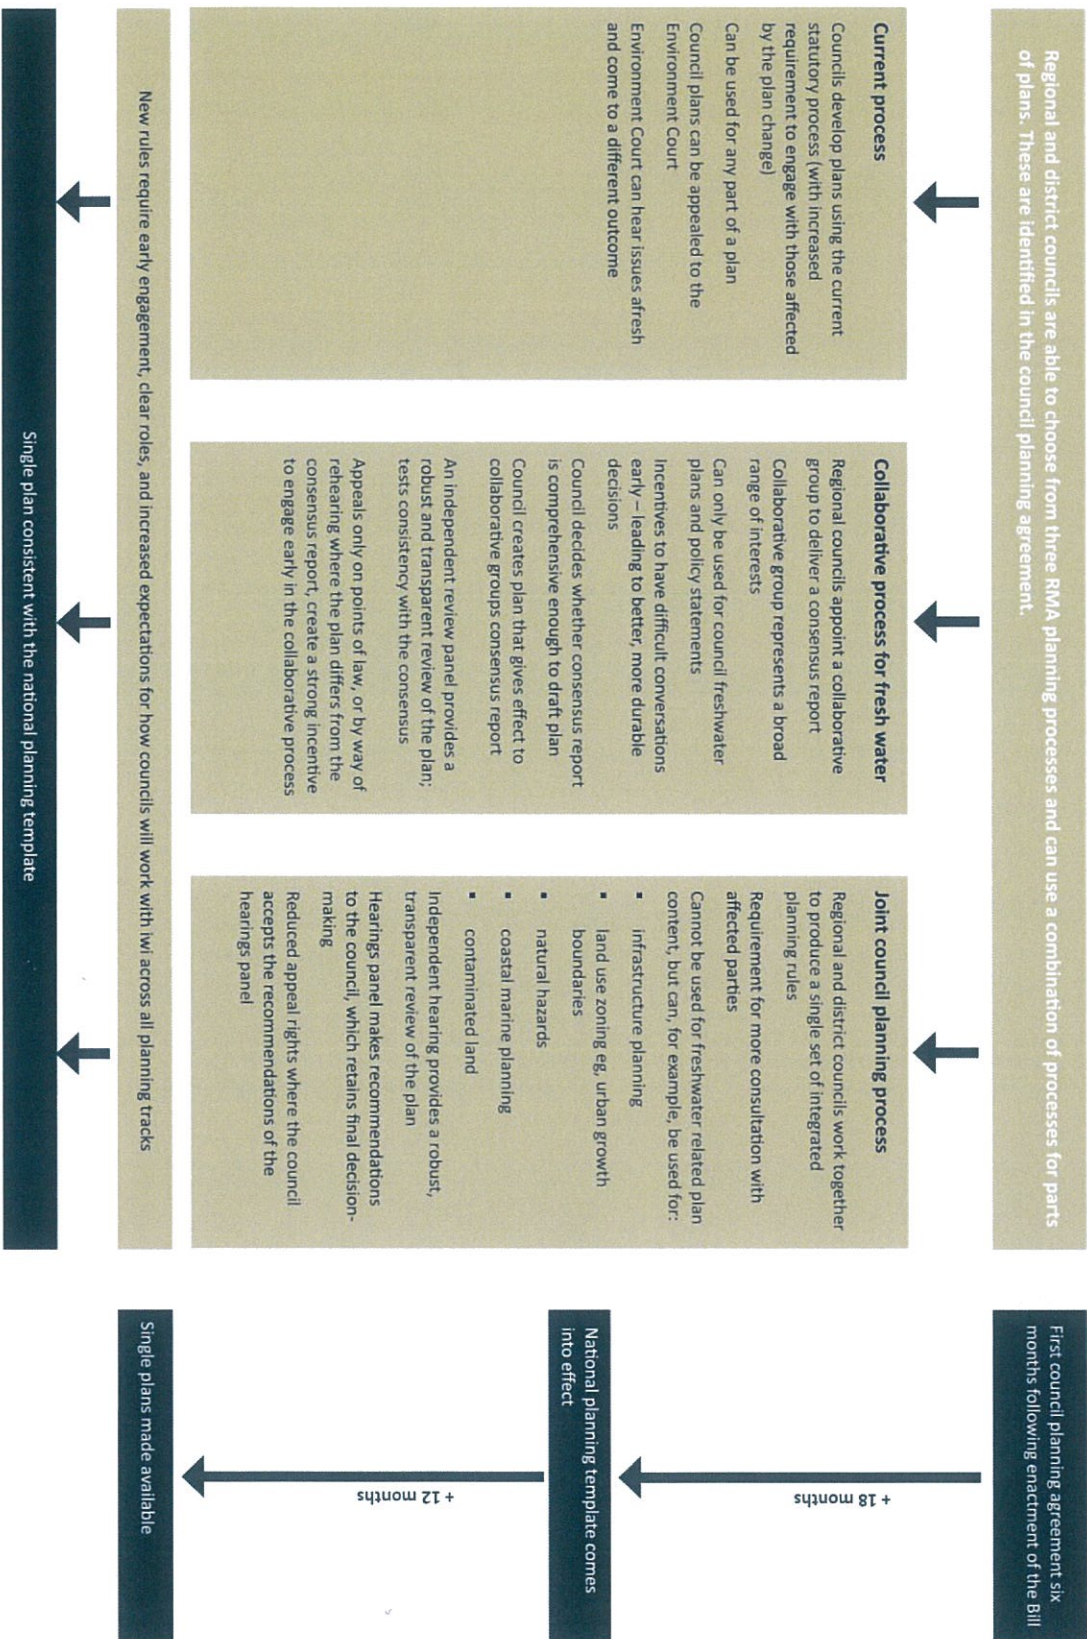 Regional and district councils are able to choose from three RMA planning processes and can use a combination of processes for parts
of plans. These are identified in the council planning agreement.
Current process
Councils develop plans using the current
statutory process (with increased
requirement to engage with those affected
by the plan change)
Can be used for any part of a plan
Council plans can be appealed to the
Environment Court
Environment Court can hear issues afresh
and come to a different outcome
Collaborative process for fresh water
Regional councils appoint a collaborative
group to deliver a consensus report
Collaborative group represents a broad
range of interests
Can only be used for council freshwater
plans and policy statements
Incentives to have difficult conversations
early – leading to better, more durable
decisions
Council decides whether consensus report
is comprehensive enough to draft plan
Council creates plan that gives effect to
collaborative groups consensus report
An independent review panel provides a
robust and transparent review of the plan;
tests consistency with the consensus
Appeals only on points of law, or by way of
rehearing where the plan differs from the
consensus report, create a strong incentive
to engage early in the collaborative process
Joint council planning process
Regional and district councils work together
to produce a single set of integrated
planning rules
Requirement for more consultation with
affected parties
Cannot be used for freshwater related plan
content, but can, for example, be used for:
▪ infrastructure planning
▪ land use zoning eg, urban growth
boundaries
▪ natural hazards
▪ coastal marine planning
▪ contaminated land
Independent hearing provides a robust,
transparent review of the plan
Hearings panel makes recommendations
to the council, which retains final decision-
making
Reduced appeal rights where the council
accepts the recommendations of the
hearings panel
New rules require early engagement, clear roles, and increased expectations for how councils will work with iwi across all planning tracks
Single plan consistent with the national planning template
First council planning agreement six
months following enactment of the Bill
+ 18 months
National planning template comes
into effect
+ 12 months
Single plans made available